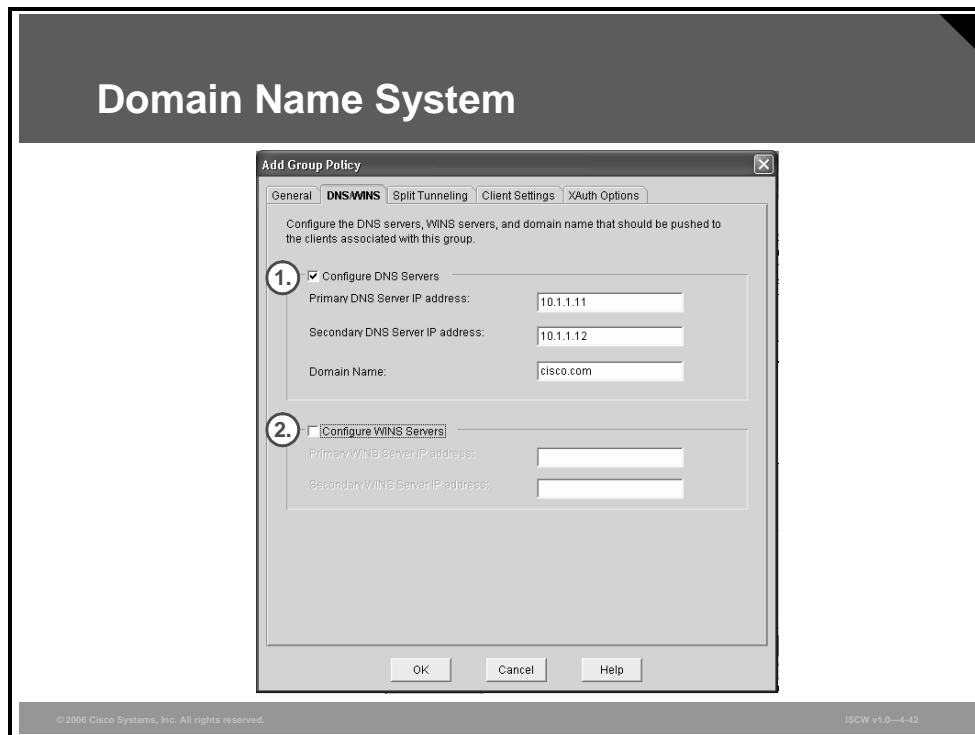 Domain Name System
Add Group Policy
General DNS/WINS Split Tunneling Client Settings XAuth Options
Configure the DNS servers, WINS servers, and domain name that should be pushed to
the clients associated with this group.
1. Configure DNS Servers
Primary DNS Server IP address: 10.1.1.11
Secondary DNS Server IP address: 10.1.1.12
Domain Name: cisco.com
2. Configure WINS Servers
Primary WINS Server IP address:
Secondary WINS Server IP address:
OK Cancel Help
© 2006 Cisco Systems, Inc. All rights reserved. ISCW v1.0—4-42